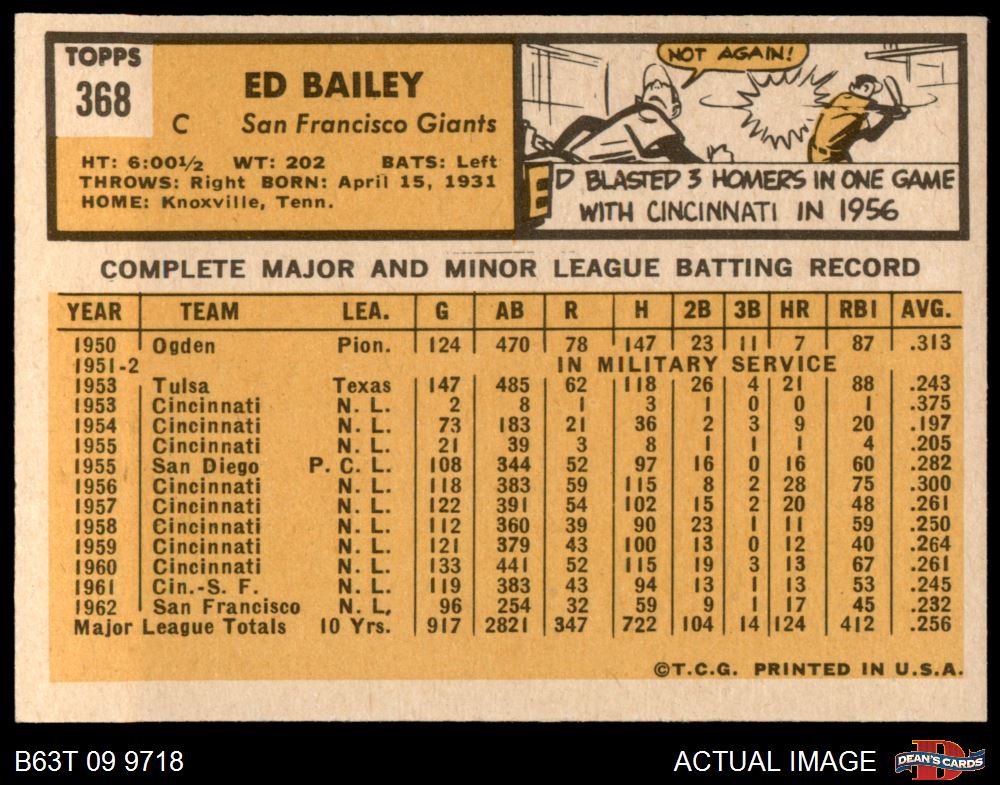 TOPPS
368
ED BAILEY
C San Francisco Giants
HT: 6:00½ WT: 202 BATS: Left
THROWS: Right BORN: April 15, 1931
HOME: Knoxville, Tenn.
NOT AGAIN!
ED BLASTED 3 HOMERS IN ONE GAME
WITH CINCINNATI IN 1956
COMPLETE MAJOR AND MINOR LEAGUE BATTING RECORD
YEAR TEAM LEA. G AB R H 2B 3B HR RBI AVG.
1950 Ogden Pion. 124 470 78 147 23 11 7 87 .313
1951-2 IN MILITARY SERVICE
1953 Tulsa Texas 147 485 62 118 26 4 21 88 .243
1953 Cincinnati N. L. 2 8 1 3 1 0 0 1 .375
1954 Cincinnati N. L. 73 183 21 36 2 3 9 20 .197
1955 Cincinnati N. L. 21 39 3 8 1 1 1 4 .205
1955 San Diego P. C. L. 108 344 52 97 16 0 16 60 .282
1956 Cincinnati N. L. 118 383 59 115 8 2 28 75 .300
1957 Cincinnati N. L. 122 391 54 102 15 2 20 48 .261
1958 Cincinnati N. L. 112 360 39 90 23 1 11 59 .250
1959 Cincinnati N. L. 121 379 43 100 13 0 12 40 .264
1960 Cincinnati N. L. 133 441 52 115 19 3 13 67 .261
1961 Cin.-S. F. N. L. 119 383 43 94 13 1 13 53 .245
1962 San Francisco N. L. 96 254 32 59 9 1 17 45 .232
Major League Totals 10 Yrs. 917 2821 347 722 104 14 124 412 .256
©T.C.G. PRINTED IN U.S.A.
B63T 09 9718 ACTUAL IMAGE DEAN'S CARDS